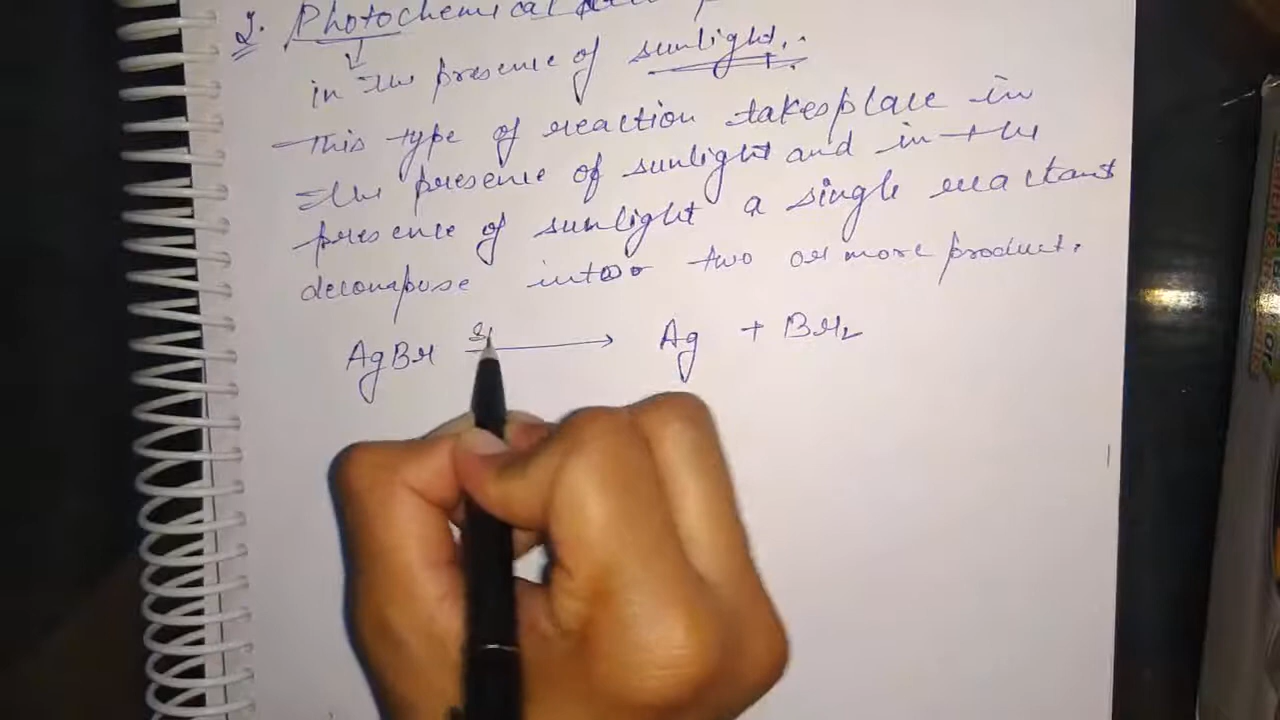 2. Photochemical
in the presence of sunlight.
This type of reaction takesplace in
the presence of sunlight and in the
presence of sunlight a single reactant
decompose into two or more product.
AgBr S → Ag + Br2